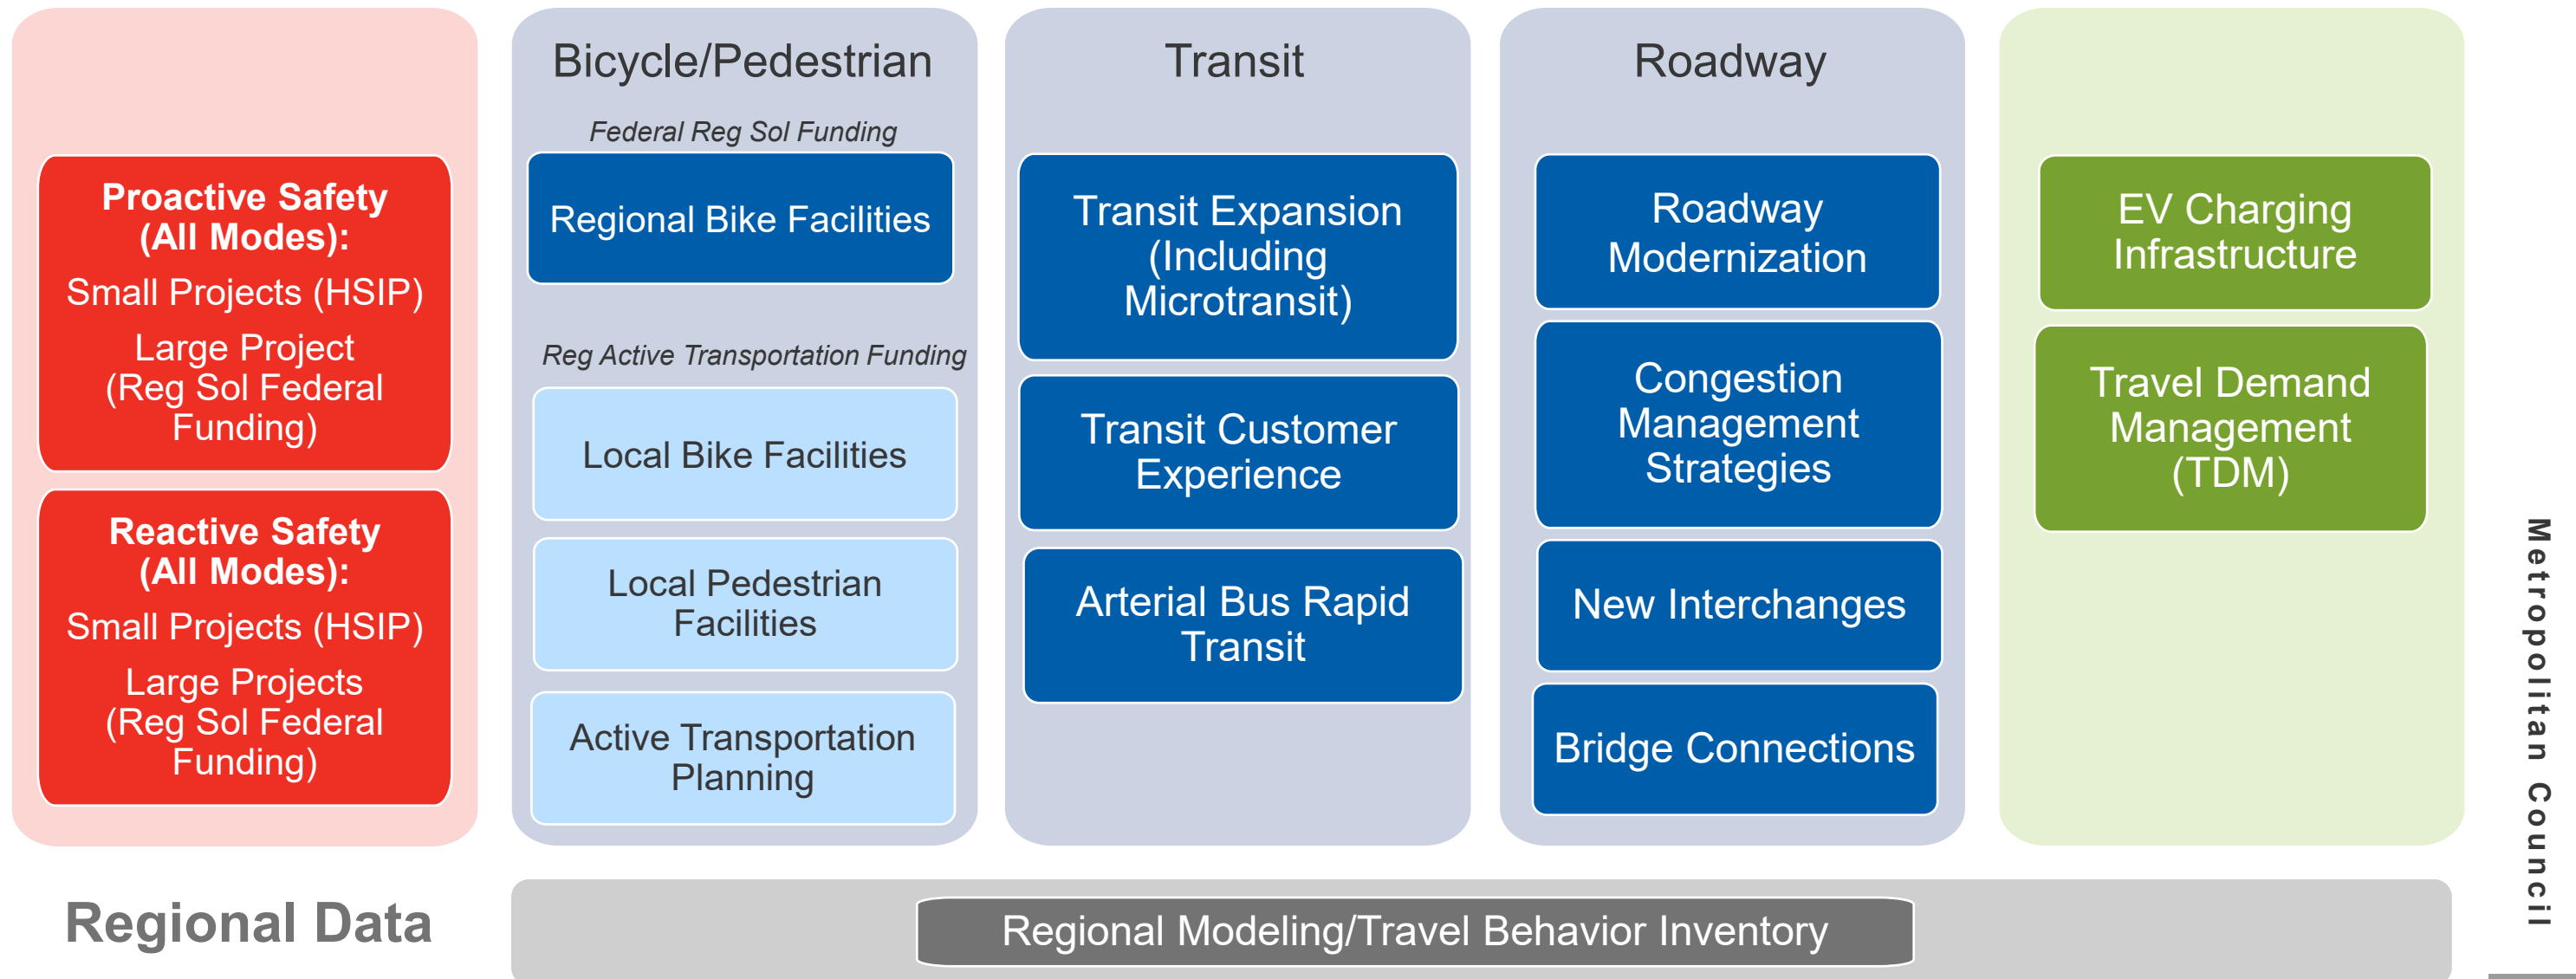 Proactive Safety
(All Modes):
Small Projects (HSIP)
Large Project
(Reg Sol Federal
Funding)
Reactive Safety
(All Modes):
Small Projects (HSIP)
Large Projects
(Reg Sol Federal
Funding)
Bicycle/Pedestrian
Federal Reg Sol Funding
Regional Bike Facilities
Reg Active Transportation Funding
Local Bike Facilities
Local Pedestrian
Facilities
Active Transportation
Planning
Transit
Transit Expansion
(Including
Microtransit)
Transit Customer
Experience
Arterial Bus Rapid
Transit
Roadway
Roadway
Modernization
Congestion
Management
Strategies
New Interchanges
Bridge Connections
EV Charging
Infrastructure
Travel Demand
Management
(TDM)
Metropolitan Council
Regional Data
Regional Modeling/Travel Behavior Inventory